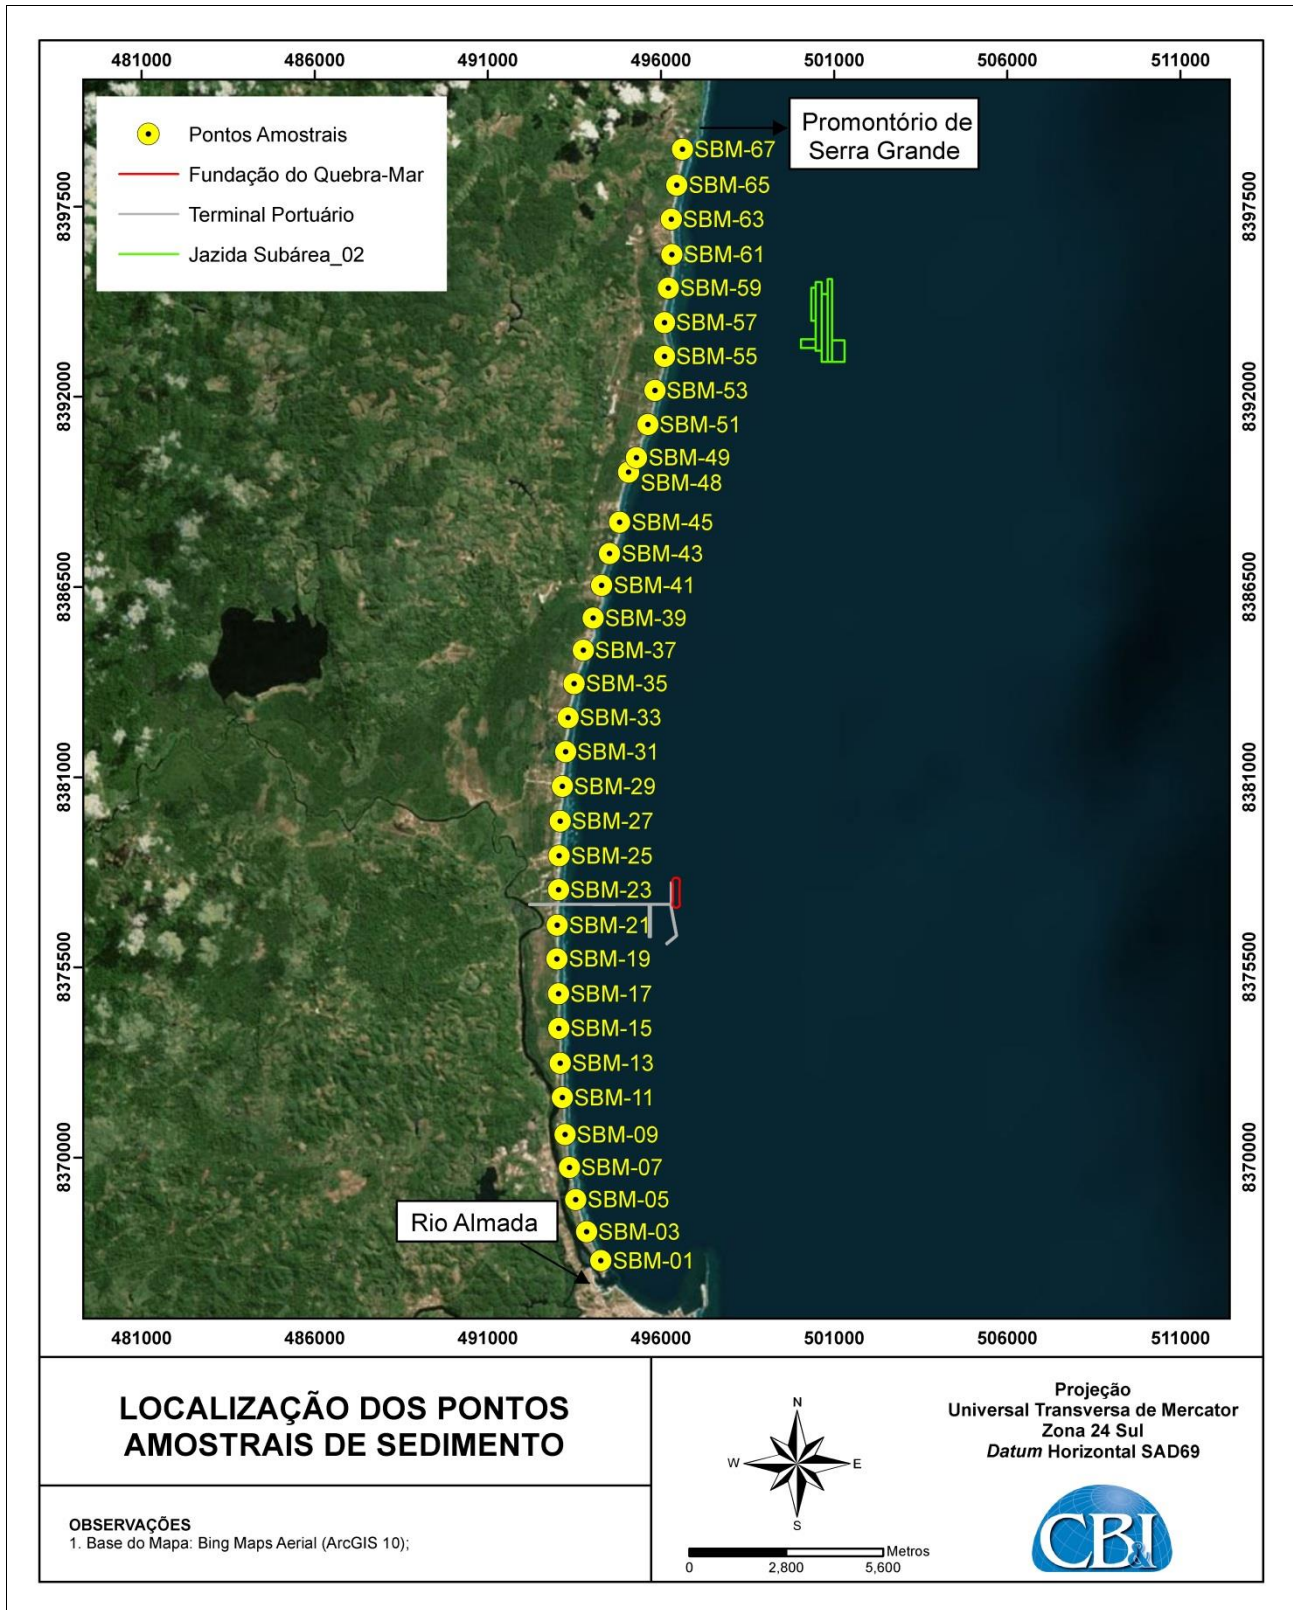 481000 486000 491000 496000 501000 506000 511000
Pontos Amostrais
Fundação do Quebra-Mar
Terminal Portuário
Jazida Subárea_02
Promontório de
Serra Grande
SBM-67
SBM-65
SBM-63
SBM-61
SBM-59
SBM-57
SBM-55
SBM-53
SBM-51
SBM-49
SBM-48
SBM-45
SBM-43
SBM-41
SBM-39
SBM-37
SBM-35
SBM-33
SBM-31
SBM-29
SBM-27
SBM-25
SBM-23
SBM-21
SBM-19
SBM-17
SBM-15
SBM-13
SBM-11
SBM-09
SBM-07
SBM-05
SBM-03
SBM-01
Rio Almada
8397500
8392000
8386500
8381000
8375500
8370000
8397500
8392000
8386500
8381000
8375500
8370000
481000 486000 491000 496000 501000 506000 511000
LOCALIZAÇÃO DOS PONTOS
AMOSTRAIS DE SEDIMENTO
OBSERVAÇÕES
1. Base do Mapa: Bing Maps Aerial (ArcGIS 10);
N
W E
S
Metros
0 2,800 5,600
Projeção
Universal Transversa de Mercator
Zona 24 Sul
Datum Horizontal SAD69
CB&I